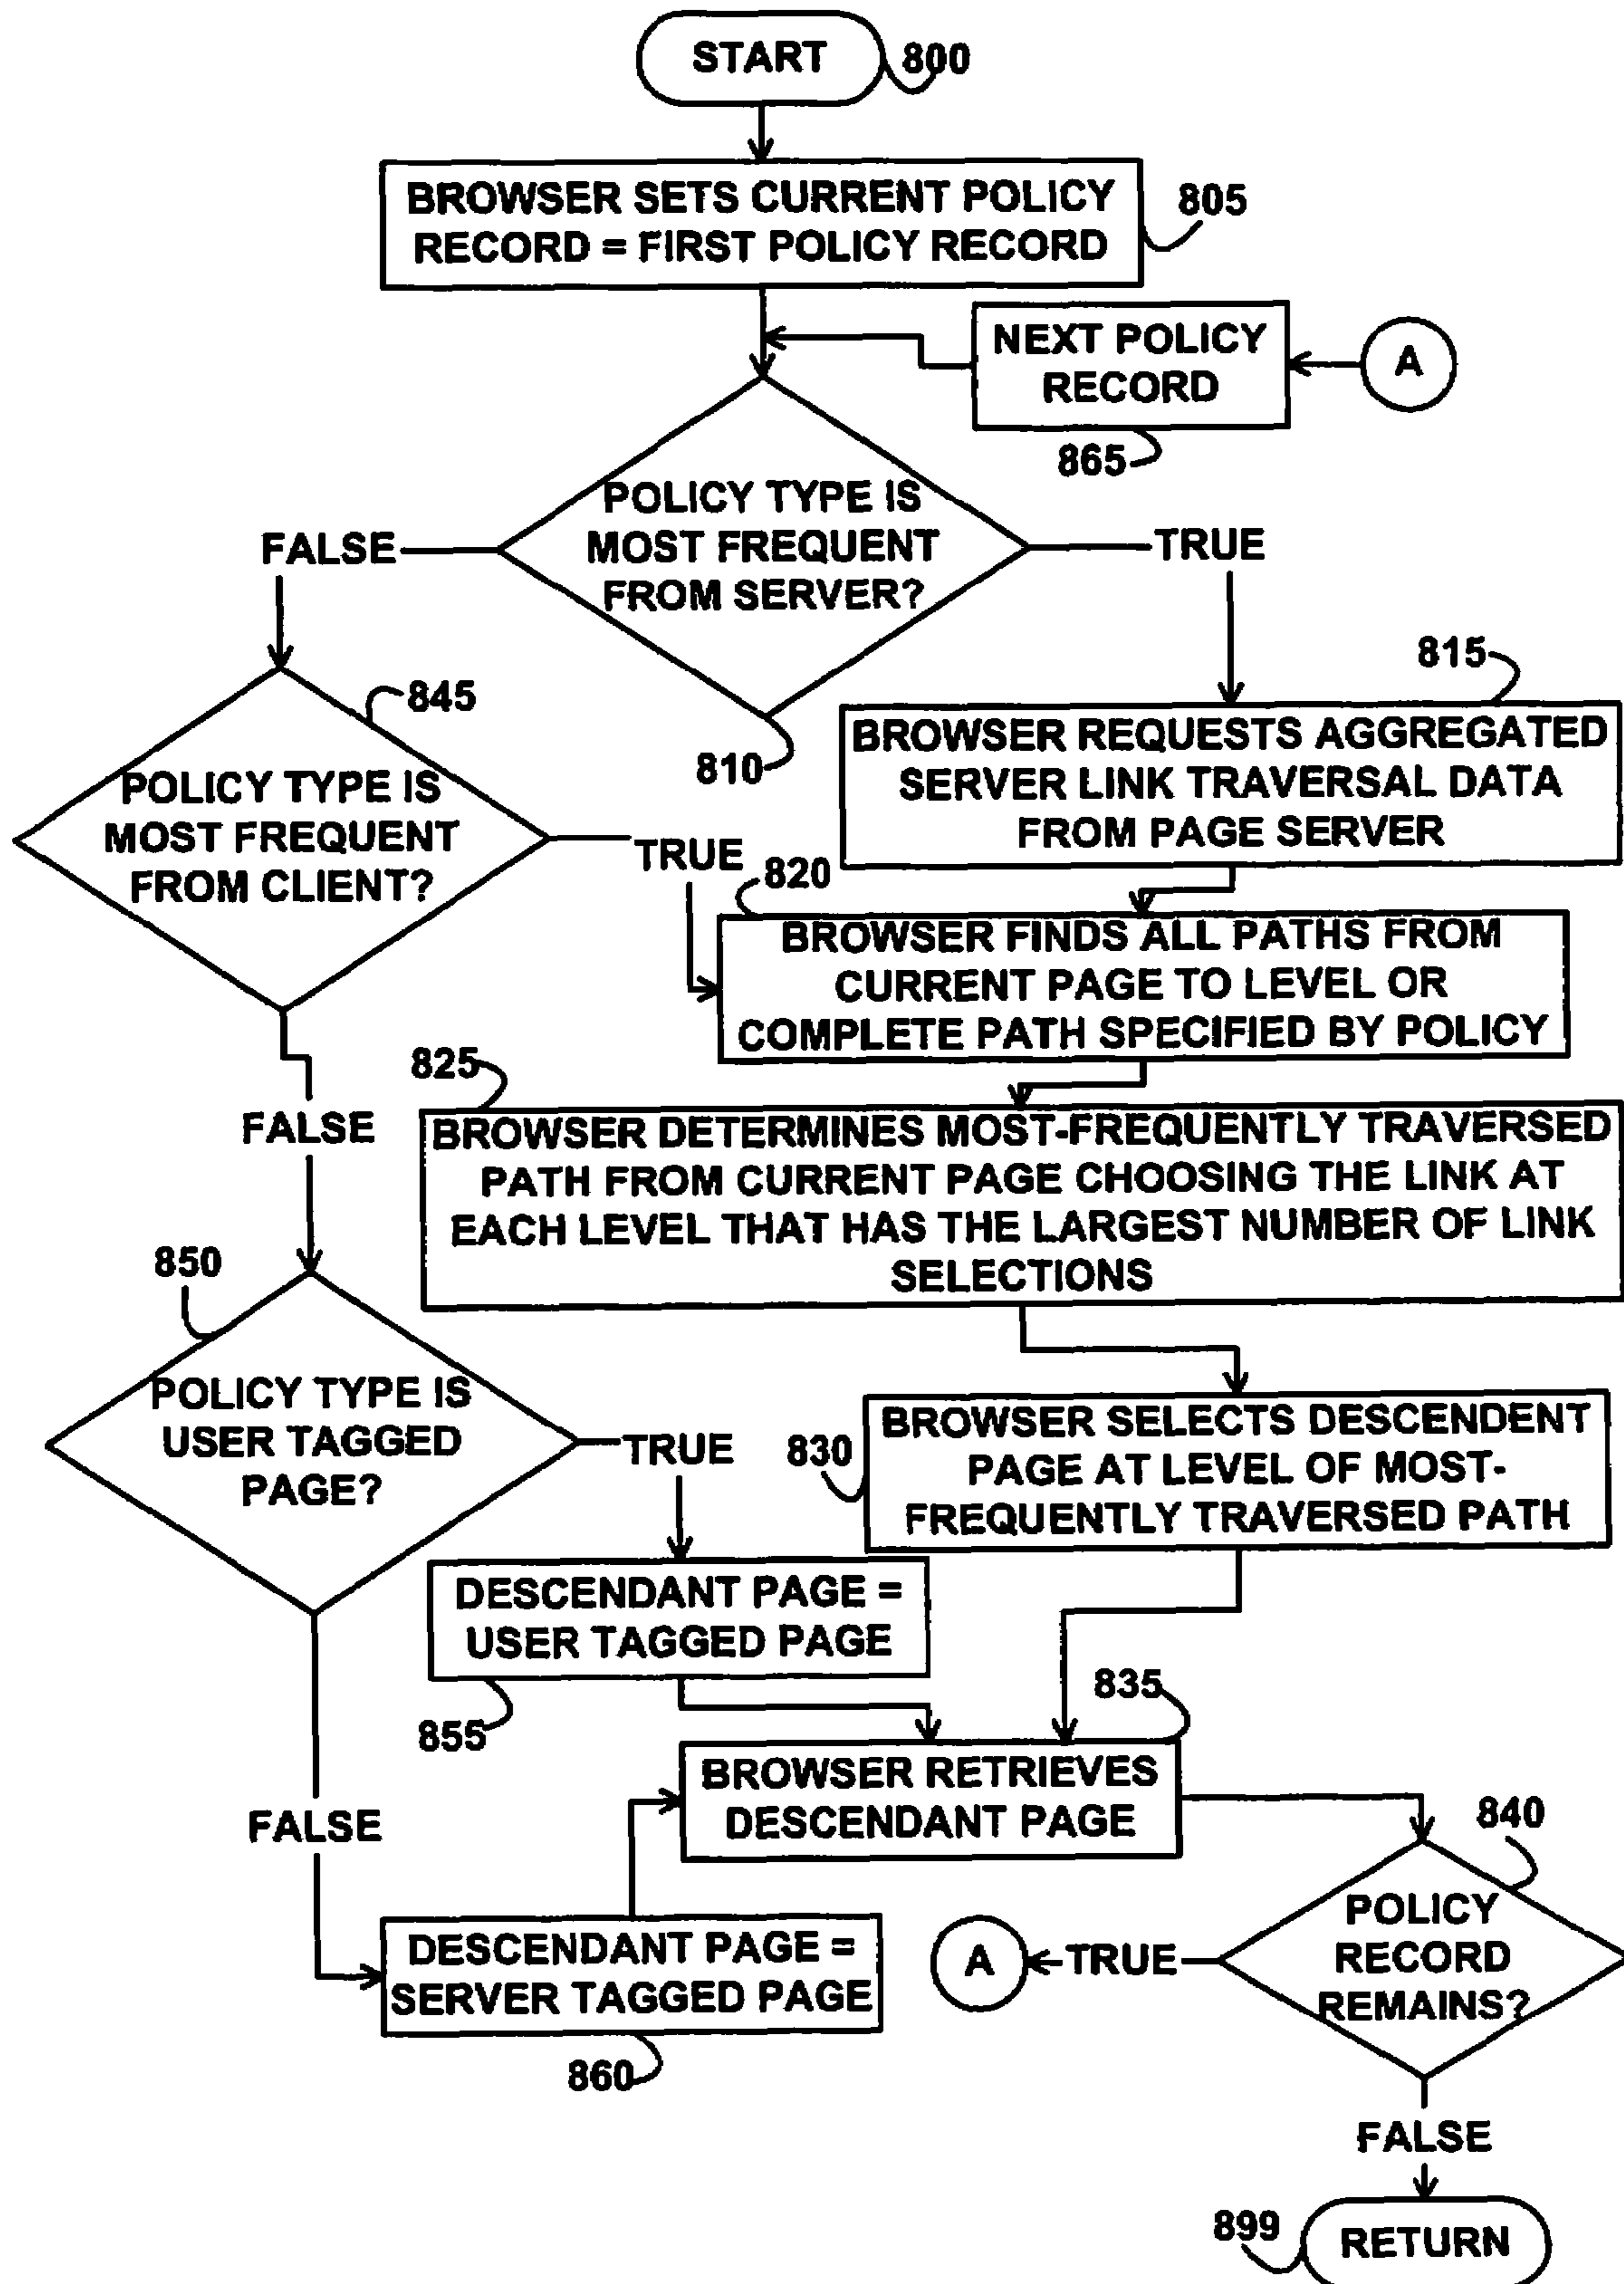 START
800
BROWSER SETS CURRENT POLICY
RECORD = FIRST POLICY RECORD
805
NEXT POLICY
RECORD
A
865
POLICY TYPE IS
MOST FREQUENT
FROM SERVER?
FALSE
TRUE
810
815
BROWSER REQUESTS AGGREGATED
SERVER LINK TRAVERSAL DATA
FROM PAGE SERVER
845
POLICY TYPE IS
MOST FREQUENT
FROM CLIENT?
TRUE
820
BROWSER FINDS ALL PATHS FROM
CURRENT PAGE TO LEVEL OR
COMPLETE PATH SPECIFIED BY POLICY
FALSE
825
BROWSER DETERMINES MOST-FREQUENTLY TRAVERSED
PATH FROM CURRENT PAGE CHOOSING THE LINK AT
EACH LEVEL THAT HAS THE LARGEST NUMBER OF LINK
SELECTIONS
850
POLICY TYPE IS
USER TAGGED
PAGE?
TRUE
830
BROWSER SELECTS DESCENDENT
PAGE AT LEVEL OF MOST-
FREQUENTLY TRAVERSED PATH
DESCENDANT PAGE =
USER TAGGED PAGE
855
835
BROWSER RETRIEVES
DESCENDANT PAGE
FALSE
840
POLICY
RECORD
REMAINS?
TRUE
A
DESCENDANT PAGE =
SERVER TAGGED PAGE
860
FALSE
899
RETURN